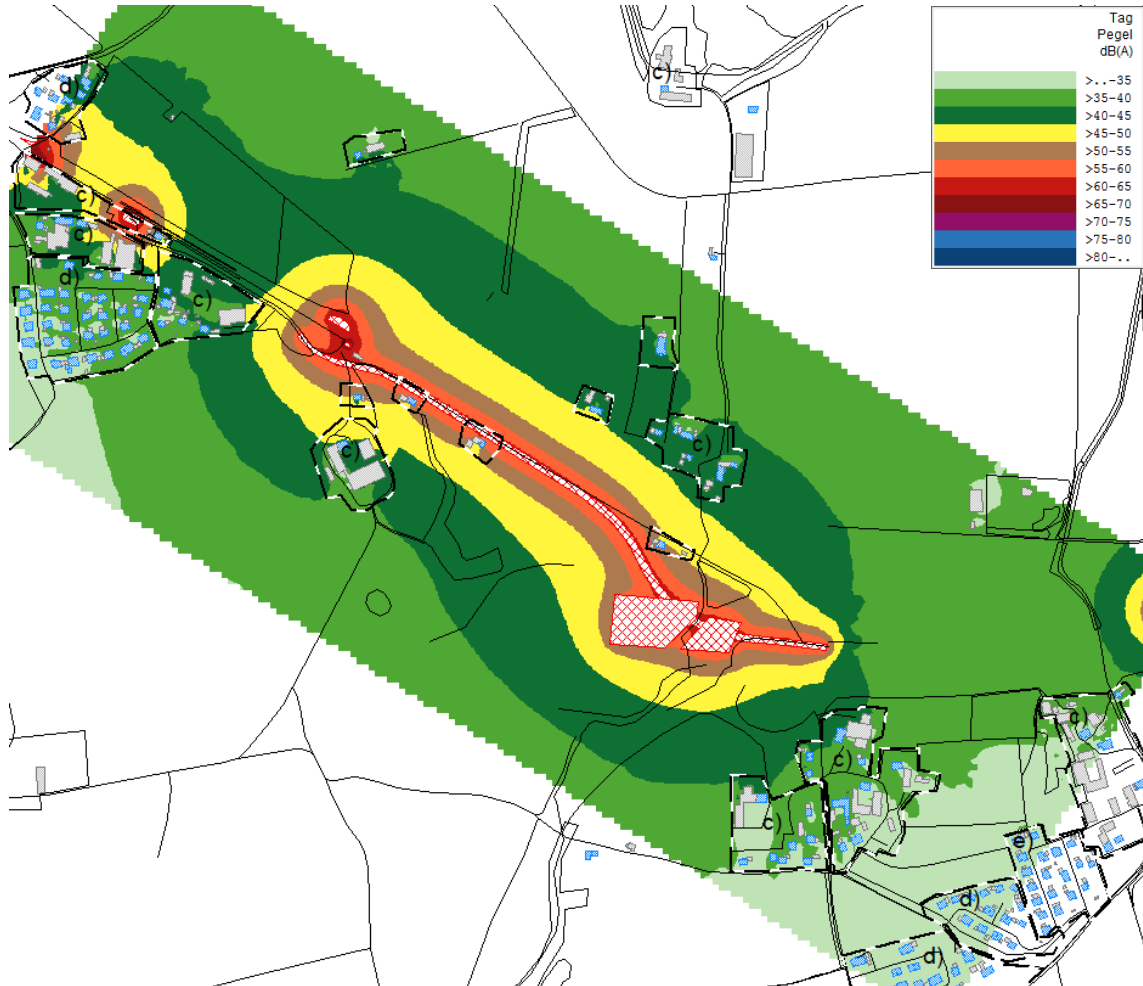 Tag
Pegel
dB(A)
>..-35
>35-40
>40-45
>45-50
>50-55
>55-60
>60-65
>65-70
>70-75
>75-80
>80-..
c)
d)
c)
c)
d)
c)
c)
c)
c)
c)
c)
e)
d)
d)